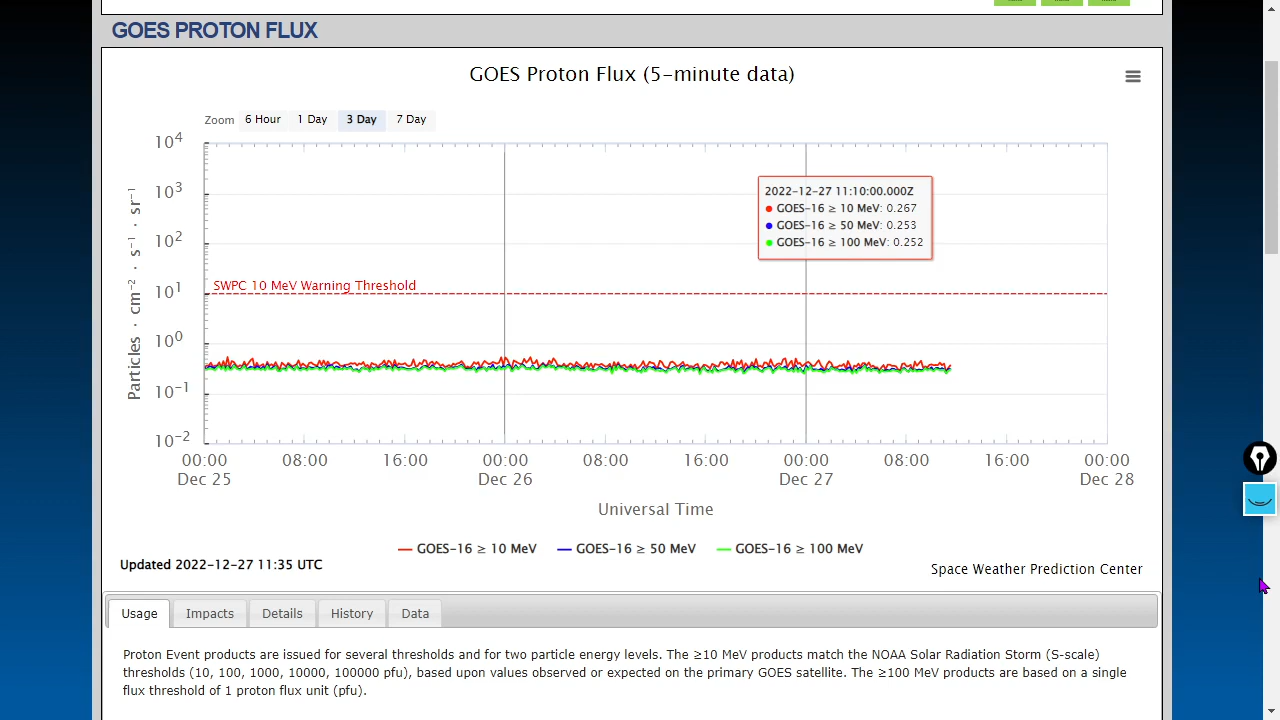 GOES PROTON FLUX
GOES Proton Flux (5-minute data)
Zoom 6 Hour 1 Day 3 Day 7 Day
10⁴
10³
10²
10¹
10⁰
10⁻¹
10⁻²
Particles · cm⁻² · s⁻¹ · sr⁻¹
2022-12-27 11:10:00.000Z
GOES-16 ≥ 10 MeV: 0.267
GOES-16 ≥ 50 MeV: 0.253
GOES-16 ≥ 100 MeV: 0.252
SWPC 10 MeV Warning Threshold
00:00 08:00 16:00 00:00 08:00 16:00 00:00 08:00 16:00 00:00
Dec 25 Dec 26 Dec 27 Dec 28
Universal Time
GOES-16 ≥ 10 MeV GOES-16 ≥ 50 MeV GOES-16 ≥ 100 MeV
Updated 2022-12-27 11:35 UTC
Space Weather Prediction Center
Usage Impacts Details History Data
Proton Event products are issued for several thresholds and for two particle energy levels. The ≥10 MeV products match the NOAA Solar Radiation Storm (S-scale)
thresholds (10, 100, 1000, 10000, 100000 pfu), based upon values observed or expected on the primary GOES satellite. The ≥100 MeV products are based on a single
flux threshold of 1 proton flux unit (pfu).